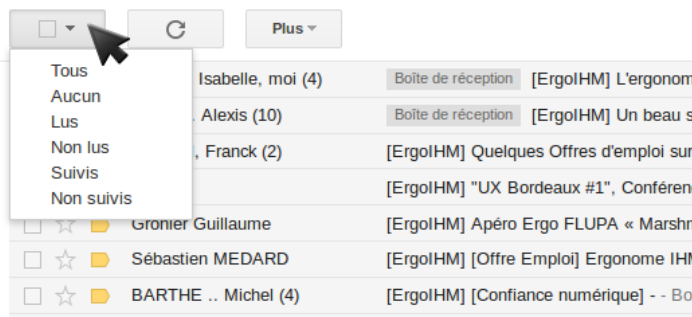 Plus
Tous
Aucun
Lus
Non lus
Suivis
Non suivis
Isabelle, moi (4) Boîte de réception [ErgoIHM] L'ergonom
. Alexis (10) Boîte de réception [ErgoIHM] Un beau s
, Franck (2) [ErgoIHM] Quelques Offres d'emploi sur
[ErgoIHM] "UX Bordeaux #1", Conféren
Gronier Guillaume [ErgoIHM] Apéro Ergo FLUPA « Marshm
Sébastien MEDARD [ErgoIHM] [Offre Emploi] Ergonome IHM
BARTHE .. Michel (4) [ErgoIHM] [Confiance numérique] - - Bo